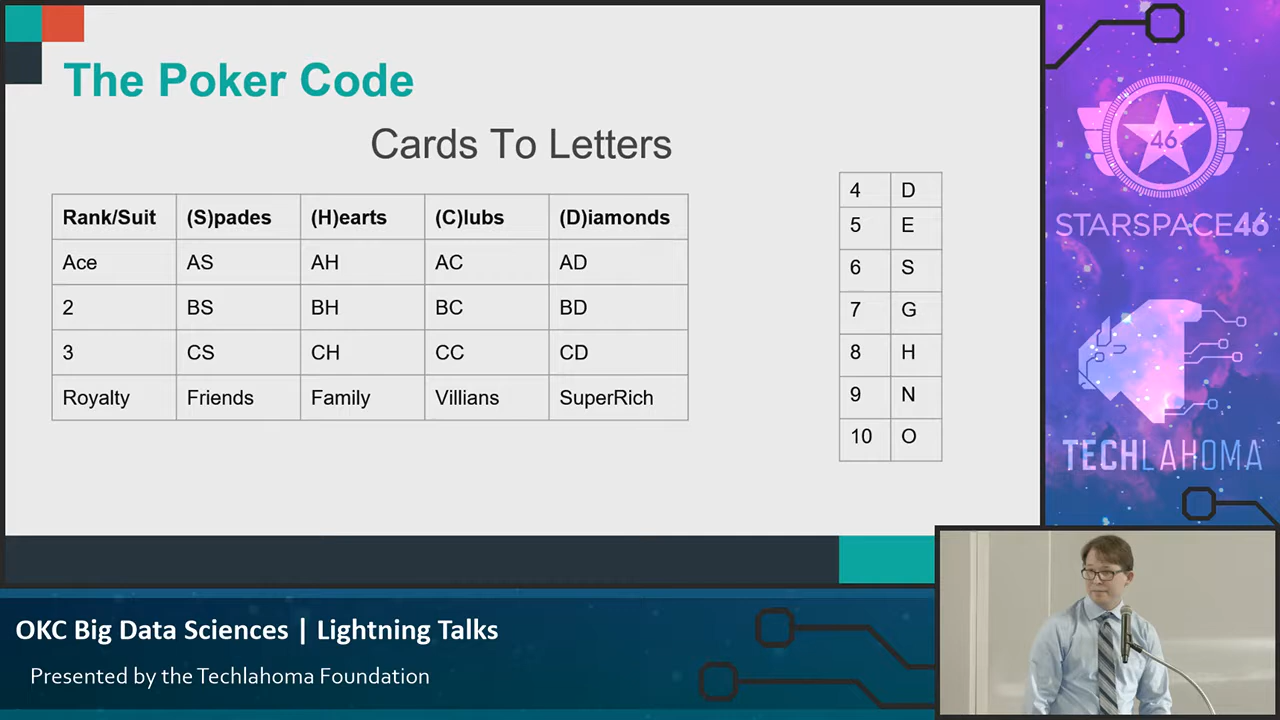 The Poker Code
Cards To Letters
Rank/Suit (S)pades (H)earts (C)lubs (D)iamonds
Ace AS AH AC AD
2 BS BH BC BD
3 CS CH CC CD
Royalty Friends Family Villians SuperRich
4 D
5 E
6 S
7 G
8 H
9 N
10 O
46
STARSPACE46
TECHLAHOMA
OKC Big Data Sciences | Lightning Talks
Presented by the Techlahoma Foundation